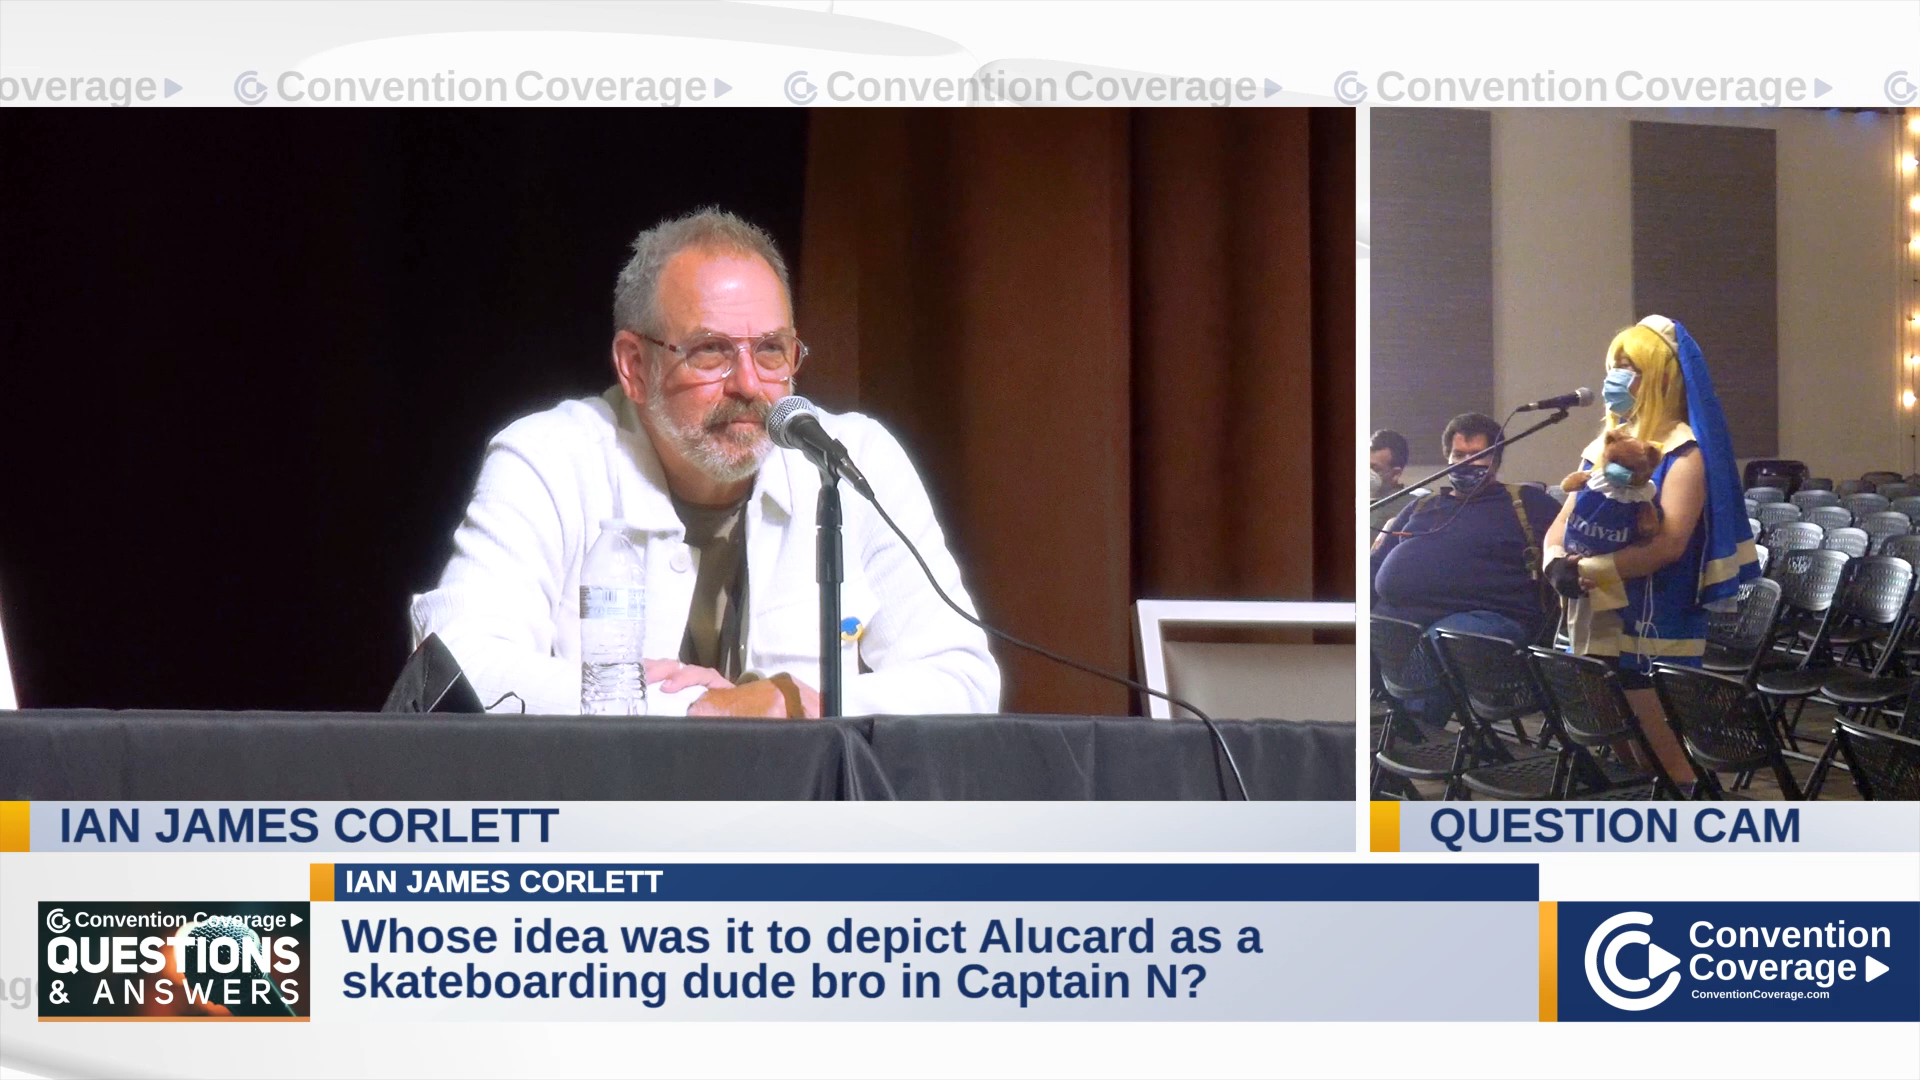 overage
Convention Coverage
Convention Coverage
Convention Coverage
IAN JAMES CORLETT
QUESTION CAM
IAN JAMES CORLETT
Convention Coverage
QUESTIONS
& ANSWERS
Whose idea was it to depict Alucard as a
skateboarding dude bro in Captain N?
Convention
Coverage
ConventionCoverage.com